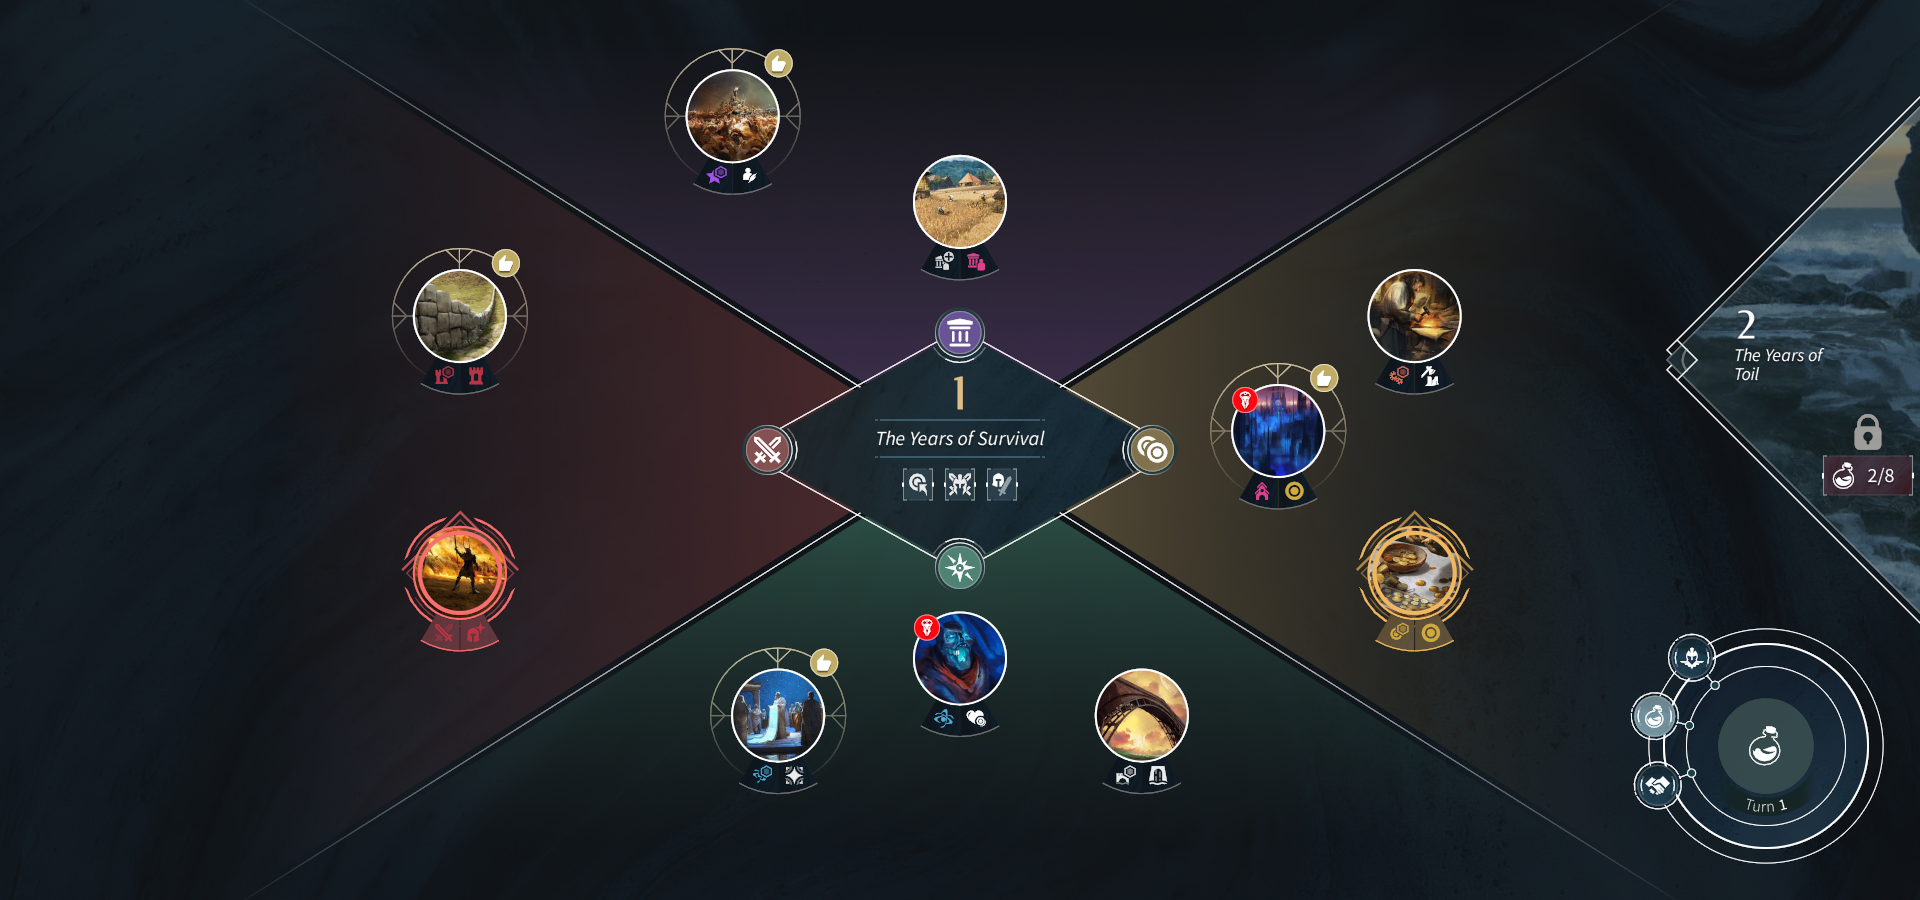 1
The Years of Survival
2
The Years of
Toil
2/8
Turn 1